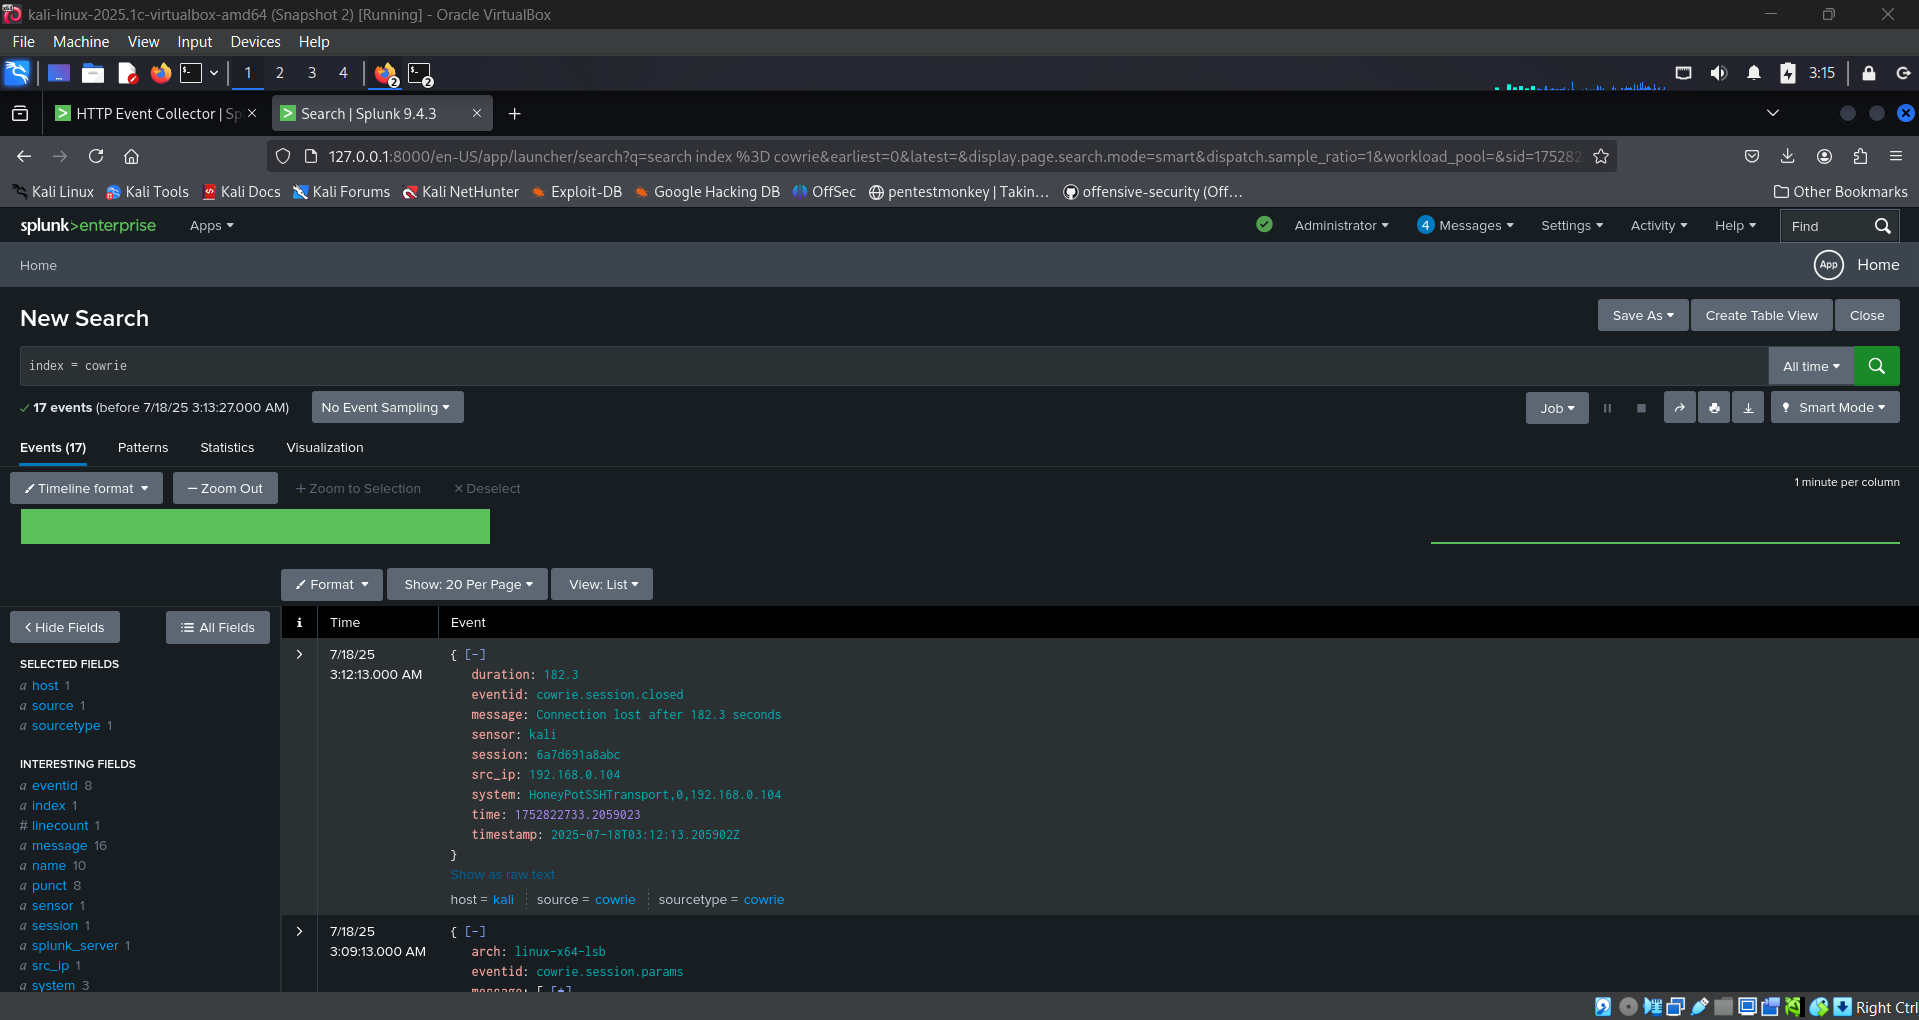 kali-linux-2025.1c-virtualbox-amd64 (Snapshot 2) [Running] - Oracle VirtualBox
File Machine View Input Devices Help
1 2 3 4 2 2 3:15
HTTP Event Collector | Sp
Search | Splunk 9.4.3
127.0.0.1:8000/en-US/app/launcher/search?q=search index %3D cowrie&earliest=0&latest=&display.page.search.mode=smart&dispatch.sample_ratio=1&workload_pool=&sid=175282
Kali Linux Kali Tools Kali Docs Kali Forums Kali NetHunter Exploit-DB Google Hacking DB OffSec pentestmonkey | Takin… offensive-security (Off… Other Bookmarks
splunk>enterprise Apps Administrator 4 Messages Settings Activity Help Find
Home App Home
New Search Save As Create Table View Close
index = cowrie All time
17 events (before 7/18/25 3:13:27.000 AM) No Event Sampling Job Smart Mode
Events (17) Patterns Statistics Visualization
Timeline format — Zoom Out + Zoom to Selection × Deselect 1 minute per column
Format Show: 20 Per Page View: List
< Hide Fields All Fields
i Time Event
SELECTED FIELDS
a host 1
a source 1
a sourcetype 1
INTERESTING FIELDS
a eventid 8
a index 1
# linecount 1
a message 16
a name 10
a punct 8
a sensor 1
a session 1
a splunk_server 1
a src_ip 1
a system 3
7/18/25
3:12:13.000 AM
{ [-]
duration: 182.3
eventid: cowrie.session.closed
message: Connection lost after 182.3 seconds
sensor: kali
session: 6a7d691a8abc
src_ip: 192.168.0.104
system: HoneyPotSSHTransport,0,192.168.0.104
time: 1752822733.2059023
timestamp: 2025-07-18T03:12:13.205902Z
}
Show as raw text
host = kali source = cowrie sourcetype = cowrie
7/18/25
3:09:13.000 AM
{ [-]
arch: linux-x64-lsb
eventid: cowrie.session.params
message: [ [+]
Right Ctrl